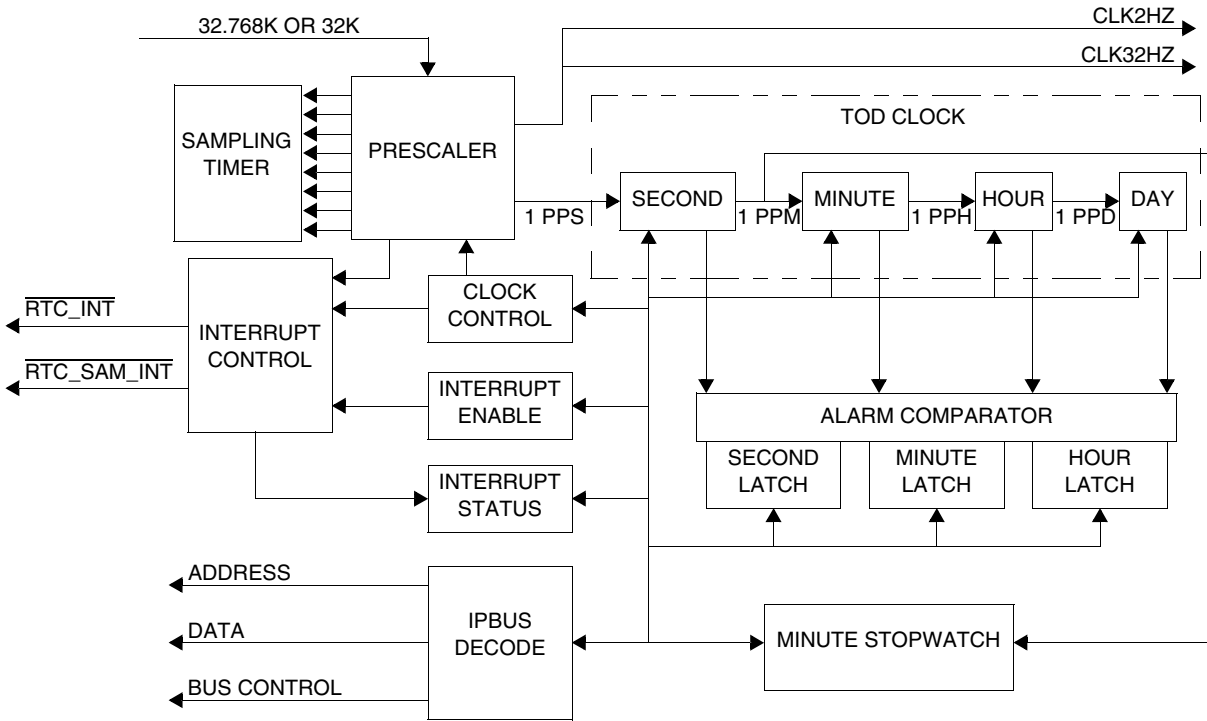 32.768K OR 32K
CLK2HZ
CLK32HZ
SAMPLING
TIMER
PRESCALER
TOD CLOCK
SECOND
MINUTE
HOUR
DAY
1 PPS
1 PPM
1 PPH
1 PPD
RTC_INT
RTC_SAM_INT
INTERRUPT
CONTROL
CLOCK
CONTROL
INTERRUPT
ENABLE
INTERRUPT
STATUS
ALARM COMPARATOR
SECOND
LATCH
MINUTE
LATCH
HOUR
LATCH
ADDRESS
DATA
BUS CONTROL
IPBUS
DECODE
MINUTE STOPWATCH